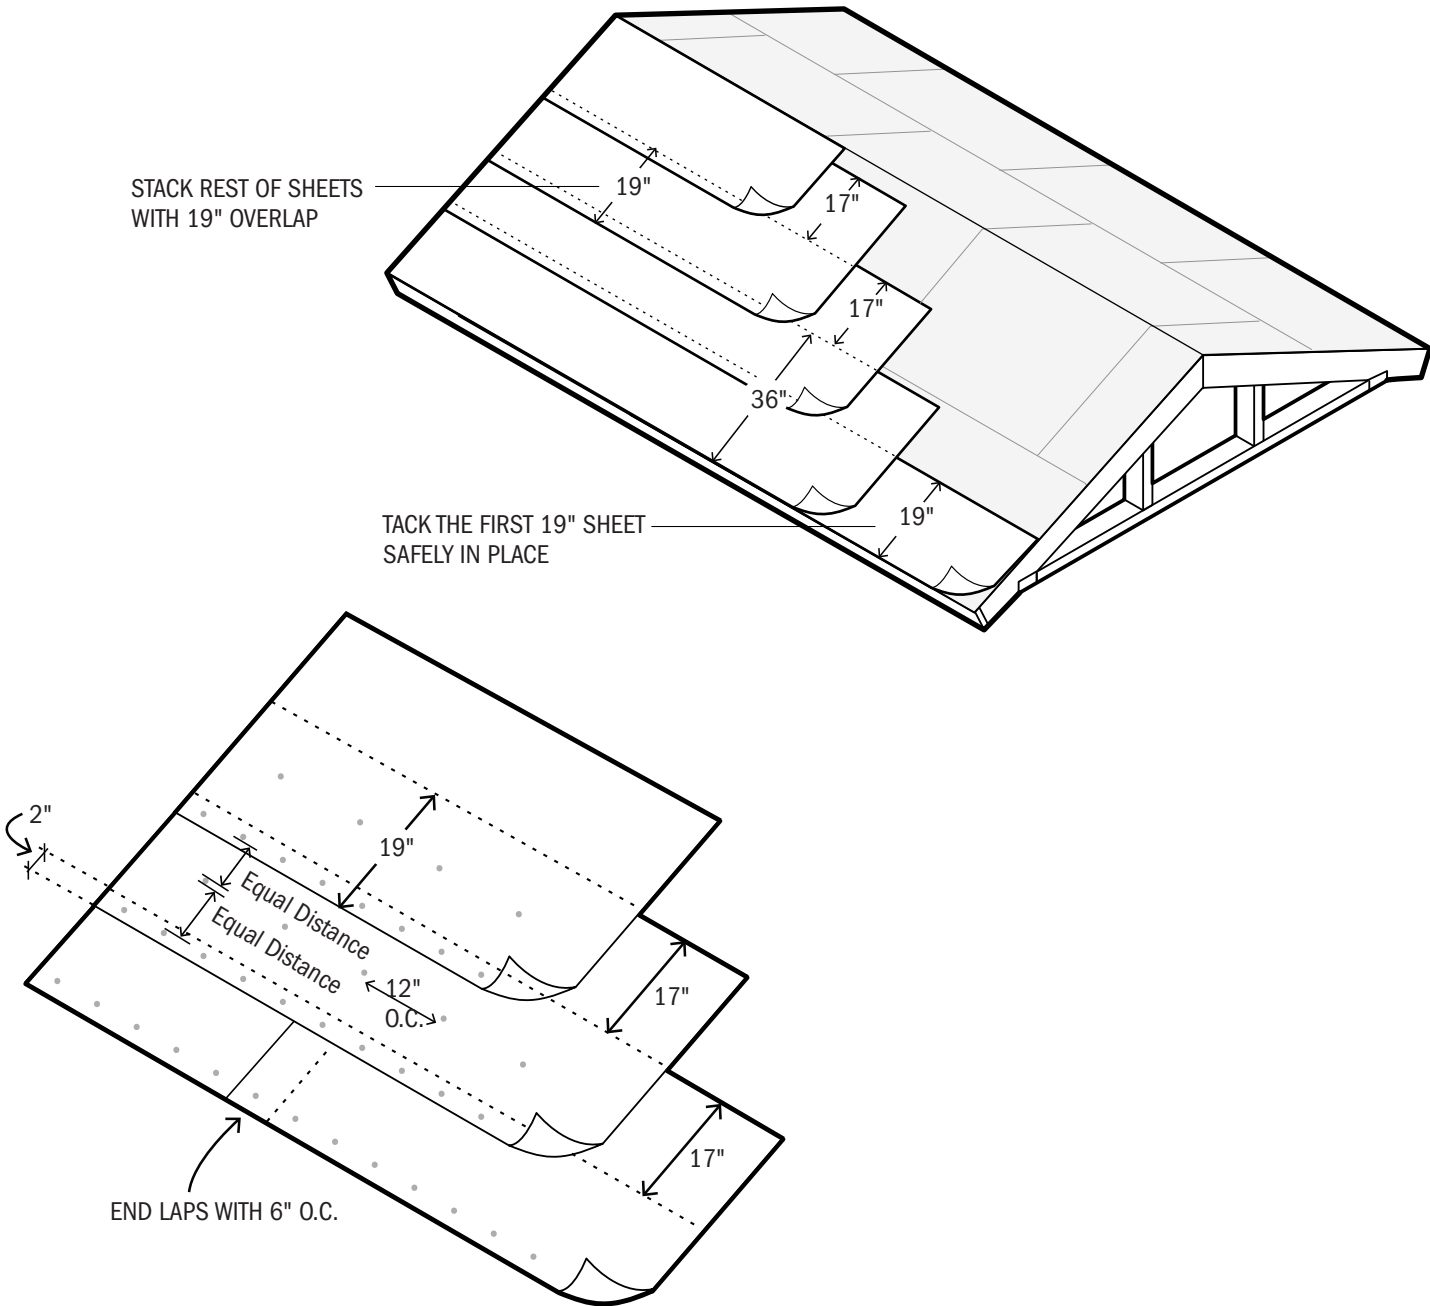 STACK REST OF SHEETS
WITH 19" OVERLAP
19"
17"
17"
36"
TACK THE FIRST 19" SHEET
SAFELY IN PLACE
19"
2"
19"
Equal Distance
Equal Distance
12"
O.C.
17"
17"
END LAPS WITH 6" O.C.